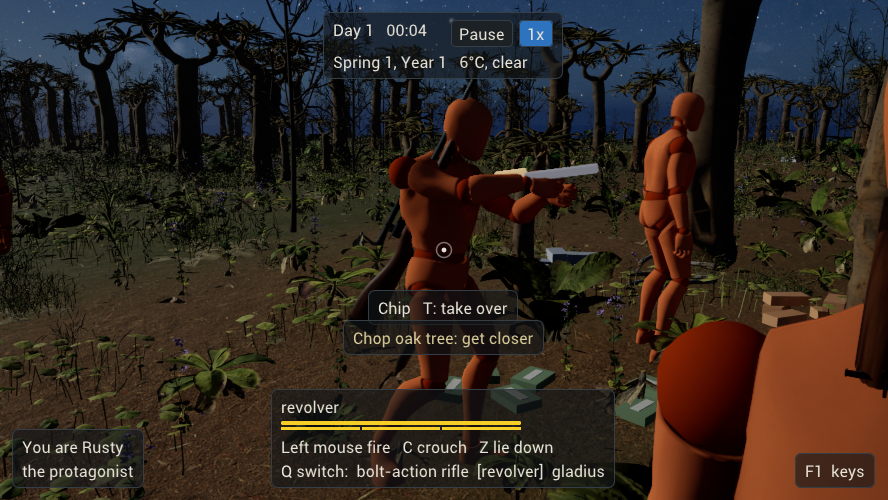 Day 1 00:04 Pause 1x
Spring 1, Year 1 6°C, clear
Chip T: take over
Chop oak tree: get closer
revolver
Left mouse fire C crouch Z lie down
Q switch: bolt-action rifle [revolver] gladius
You are Rusty
the protagonist
F1 keys